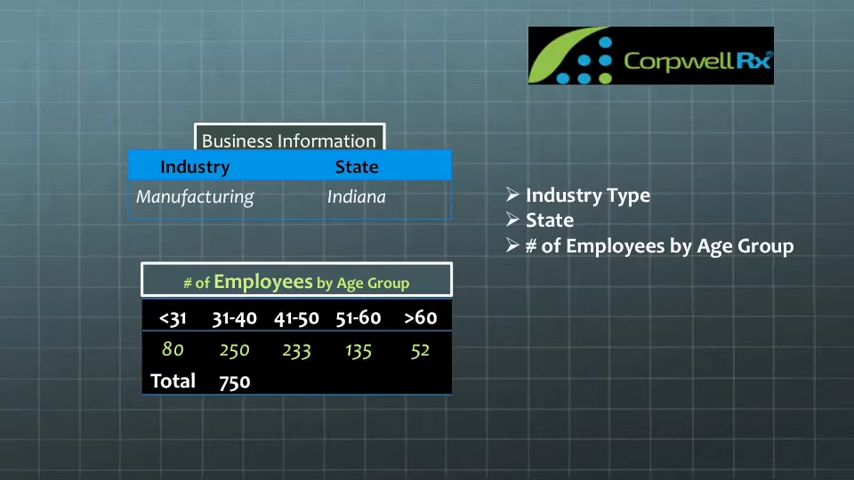 CorpwellRx®
Business Information
Industry State
Manufacturing Indiana
➢ Industry Type
➢ State
➢ # of Employees by Age Group
# of Employees by Age Group
<31 31-40 41-50 51-60 >60
80 250 233 135 52
Total 750